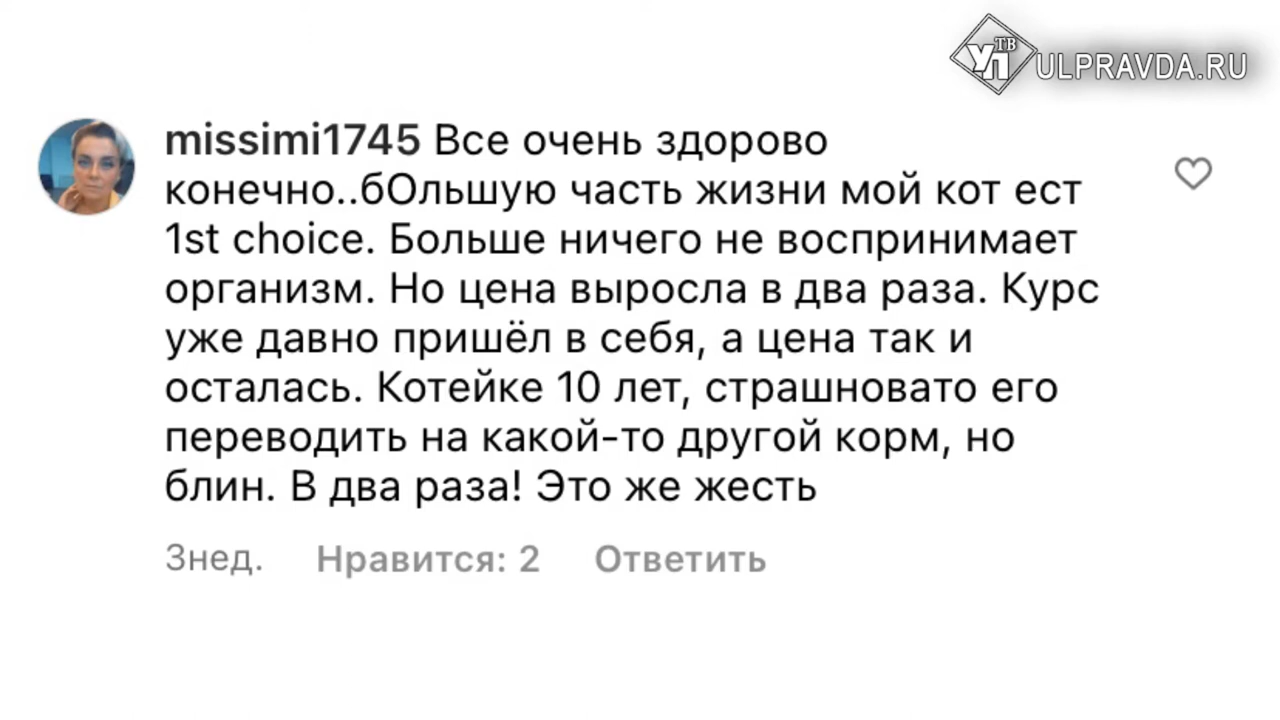 УП ТВ
ULPRAVDA.RU
missimi1745 Все очень здорово
конечно..бОльшую часть жизни мой кот ест
1st choice. Больше ничего не воспринимает
организм. Но цена выросла в два раза. Курс
уже давно пришёл в себя, а цена так и
осталась. Котейке 10 лет, страшновато его
переводить на какой-то другой корм, но
блин. В два раза! Это же жесть
3нед. Нравится: 2 Ответить